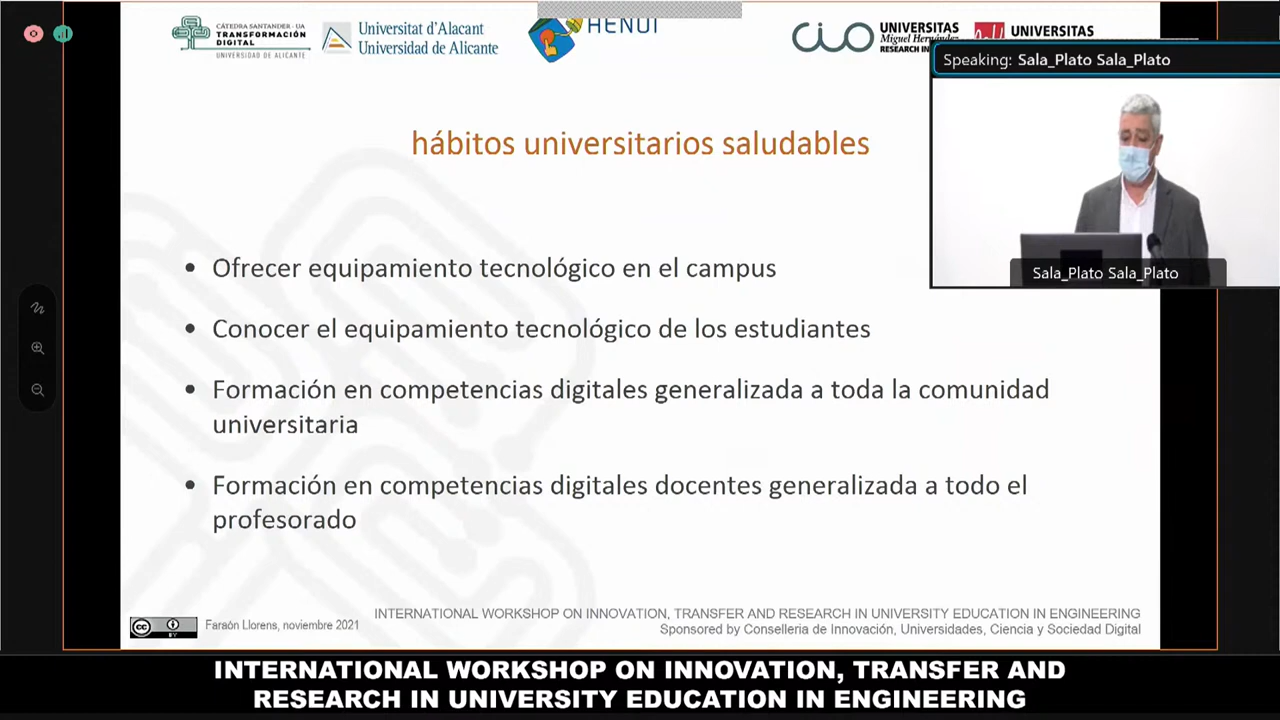 CÁTEDRA SANTANDER - UA
TRANSFORMACIÓN
DIGITAL
UNIVERSIDAD DE ALICANTE
Universitat d'Alacant
Universidad de Alicante
HENUI
UNIVERSITAS
Miguel Hernández
UNIVERSITAS
Speaking: Sala_Plato Sala_Plato
Sala_Plato Sala_Plato
hábitos universitarios saludables
• Ofrecer equipamiento tecnológico en el campus
• Conocer el equipamiento tecnológico de los estudiantes
• Formación en competencias digitales generalizada a toda la comunidad
universitaria
• Formación en competencias digitales docentes generalizada a todo el
profesorado
cc BY
Faraón Llorens, noviembre 2021
INTERNATIONAL WORKSHOP ON INNOVATION, TRANSFER AND RESEARCH IN UNIVERSITY EDUCATION IN ENGINEERING
Sponsored by Conselleria de Innovación, Universidades, Ciencia y Sociedad Digital
INTERNATIONAL WORKSHOP ON INNOVATION, TRANSFER AND
RESEARCH IN UNIVERSITY EDUCATION IN ENGINEERING